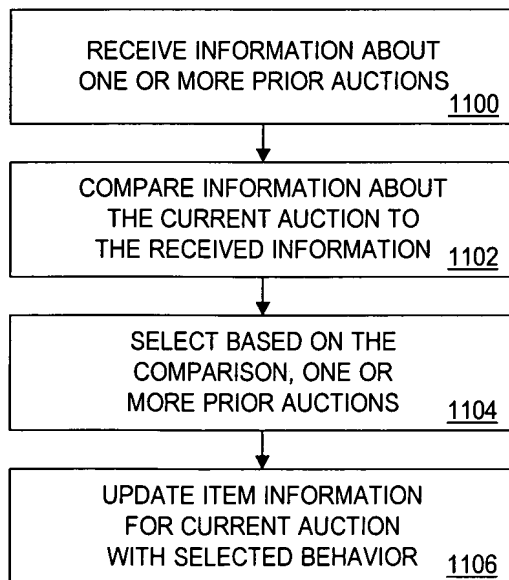 RECEIVE INFORMATION ABOUT
ONE OR MORE PRIOR AUCTIONS
1100
COMPARE INFORMATION ABOUT
THE CURRENT AUCTION TO
THE RECEIVED INFORMATION
1102
SELECT BASED ON THE
COMPARISON, ONE OR
MORE PRIOR AUCTIONS
1104
UPDATE ITEM INFORMATION
FOR CURRENT AUCTION
WITH SELECTED BEHAVIOR
1106